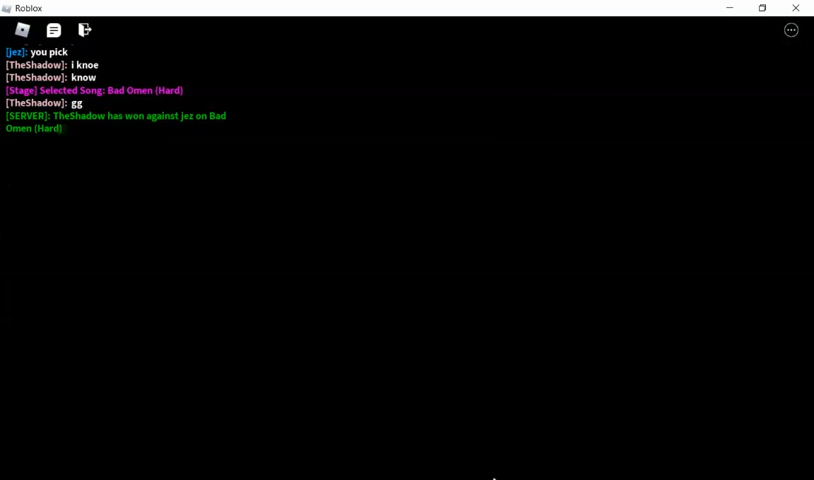 Roblox
[jez]: you pick
[TheShadow]: i knoe
[TheShadow]: know
[Stage] Selected Song: Bad Omen (Hard)
[TheShadow]: gg
[SERVER]: TheShadow has won against jez on Bad
Omen (Hard)